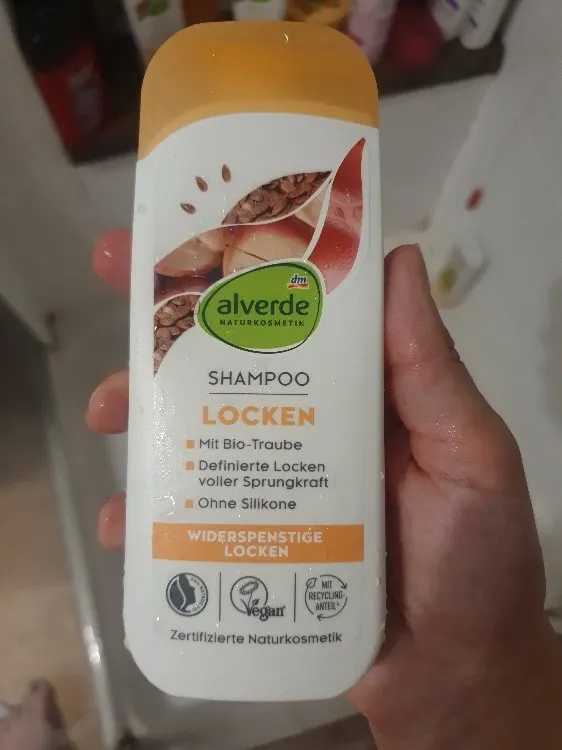 dm
alverde
NATURKOSMETIK
SHAMPOO
LOCKEN
Mit Bio-Traube
Definierte Locken
voller Sprungkraft
Ohne Silikone
WIDERSPENSTIGE
LOCKEN
Vegan
MIT
RECYCLING-
ANTEIL*
Zertifizierte Naturkosmetik